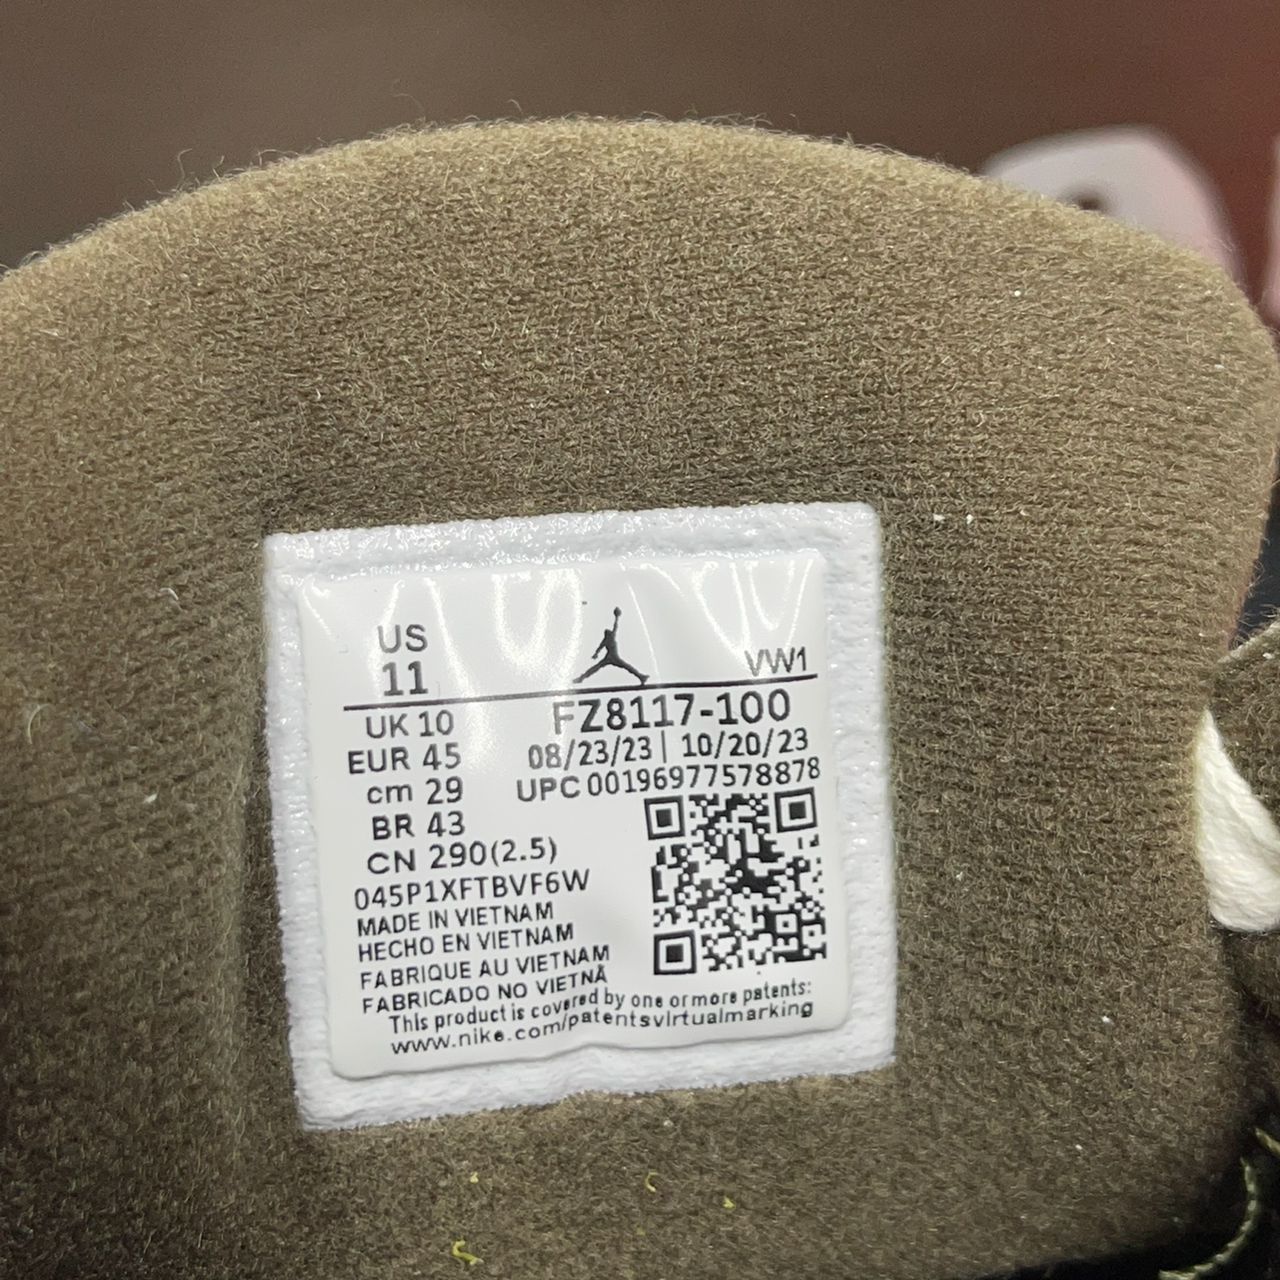 US
11
VW1
UK 10
FZ8117-100
EUR 45
08/23/23 | 10/20/23
cm 29
UPC 00196977578878
BR 43
CN 290(2.5)
045P1XFTBVF6W
MADE IN VIETNAM
HECHO EN VIETNAM
FABRIQUE AU VIETNAM
FABRICADO NO VIETNÃ
This product is covered by one or more patents:
www.nike.com/patentsvirtualmarking